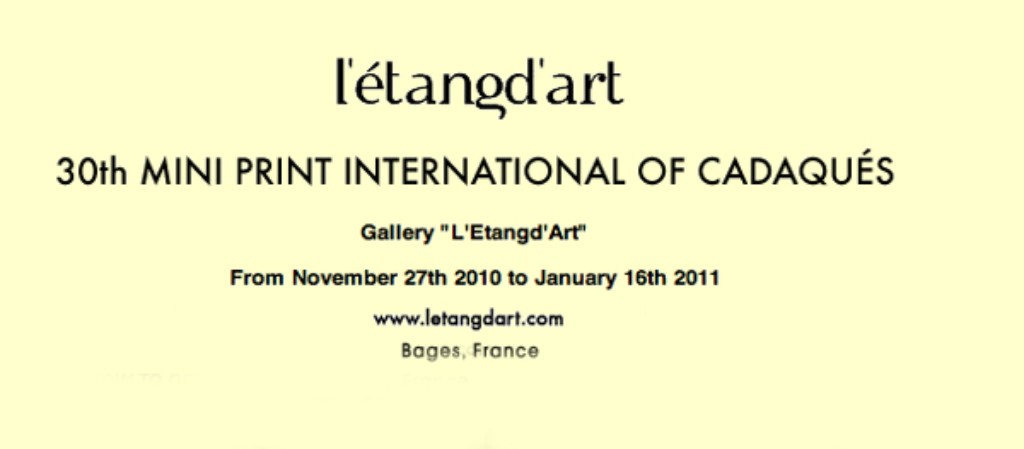 l'étangd'art
30th MINI PRINT INTERNATIONAL OF CADAQUÉS
Gallery "L'Etangd'Art"
From November 27th 2010 to January 16th 2011
www.letangdart.com
Bages, France